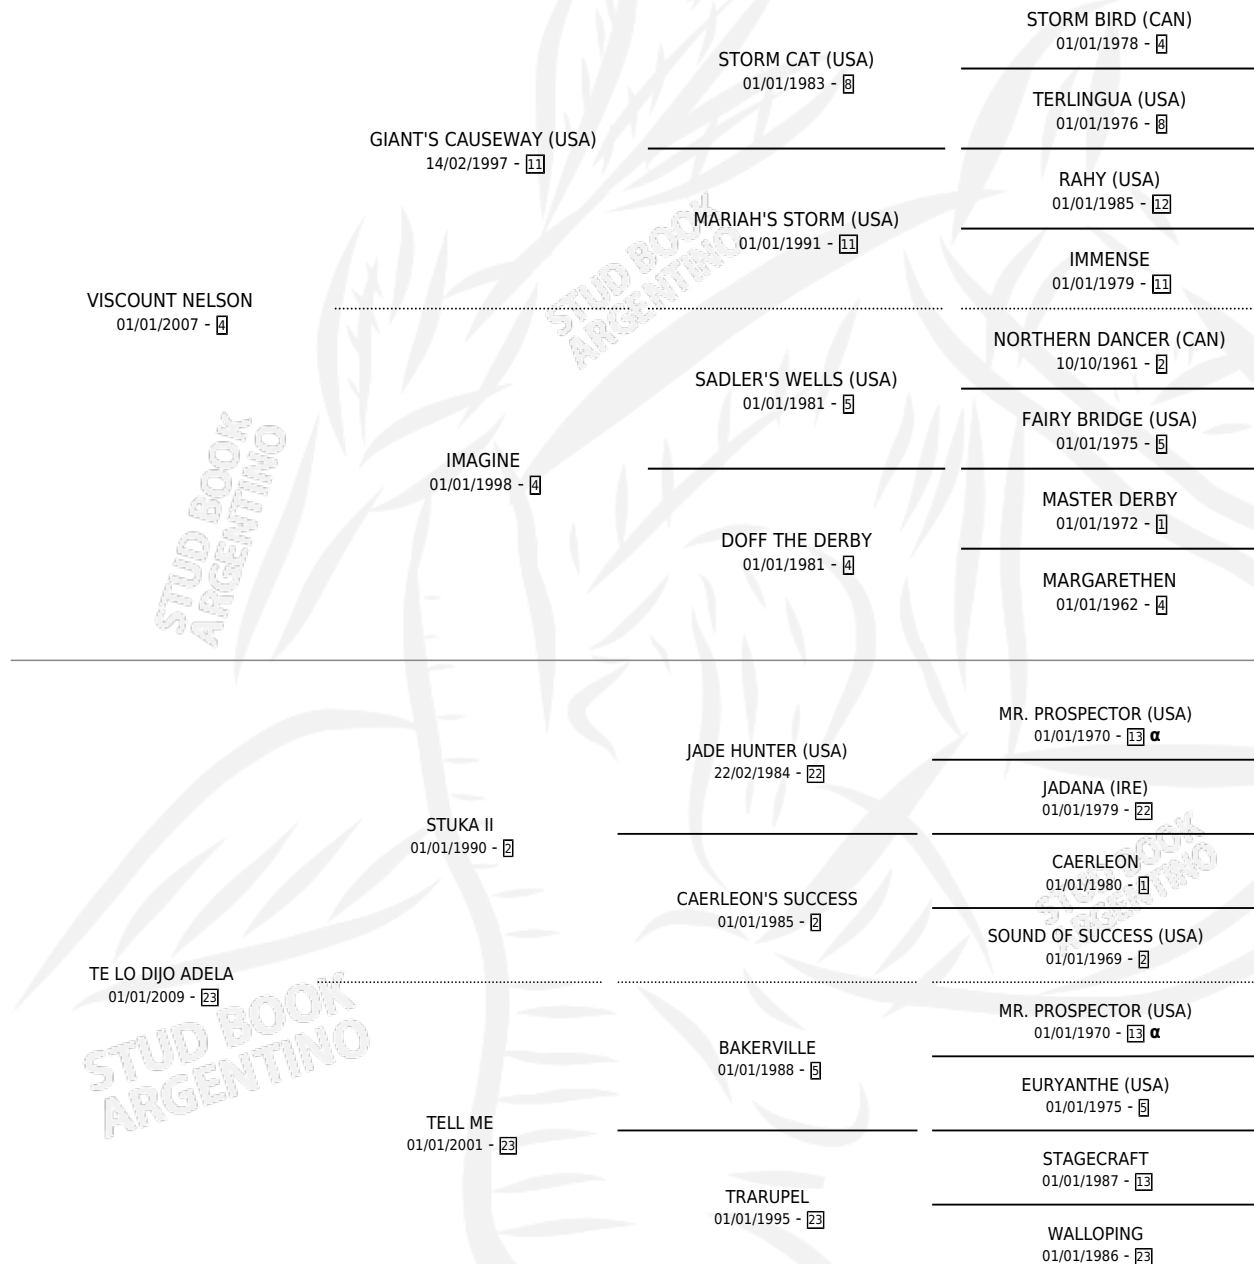 STORM BIRD (CAN)
01/01/1978 - 4
STORM CAT (USA)
01/01/1983 - 8
TERLINGUA (USA)
01/01/1976 - 8
GIANT'S CAUSEWAY (USA)
14/02/1997 - 11
RAHY (USA)
01/01/1985 - 12
MARIAH'S STORM (USA)
01/01/1991 - 11
IMMENSE
01/01/1979 - 11
VISCOUNT NELSON
01/01/2007 - 4
NORTHERN DANCER (CAN)
10/10/1961 - 2
SADLER'S WELLS (USA)
01/01/1981 - 5
FAIRY BRIDGE (USA)
01/01/1975 - 5
IMAGINE
01/01/1998 - 4
MASTER DERBY
01/01/1972 - 1
DOFF THE DERBY
01/01/1981 - 4
MARGARETHEN
01/01/1962 - 4
MR. PROSPECTOR (USA)
01/01/1970 - 13 α
JADE HUNTER (USA)
22/02/1984 - 22
JADANA (IRE)
01/01/1979 - 22
STUKA II
01/01/1990 - 2
CAERLEON
01/01/1980 - 1
CAERLEON'S SUCCESS
01/01/1985 - 2
SOUND OF SUCCESS (USA)
01/01/1969 - 2
TE LO DIJO ADELA
01/01/2009 - 23
MR. PROSPECTOR (USA)
01/01/1970 - 13 α
BAKERVILLE
01/01/1988 - 5
EURYANTHE (USA)
01/01/1975 - 5
TELL ME
01/01/2001 - 23
STAGECRAFT
01/01/1987 - 13
TRARUPEL
01/01/1995 - 23
WALLOPING
01/01/1986 - 23
STUD BOOK
ARGENTINO
STUD BOOK
ARGENTINO
STUD BOOK
ARGENTINO
STUD BOOK
ARGENTINO